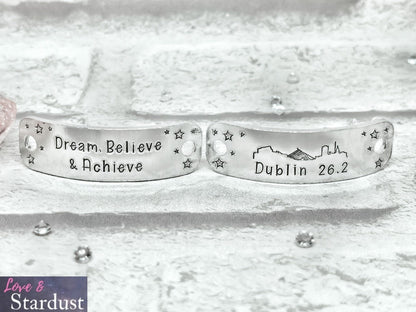 Dream, Believe
& Achieve
Dublin 26.2
Love &
Stardust